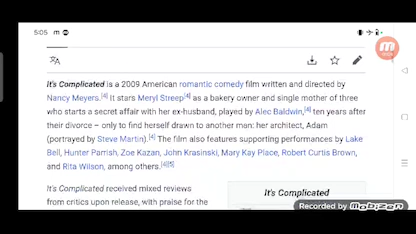 5:05 m
It's Complicated is a 2009 American romantic comedy film written and directed by
Nancy Meyers.[4] It stars Meryl Streep[4] as a bakery owner and single mother of three
who starts a secret affair with her ex-husband, played by Alec Baldwin,[4] ten years after
their divorce – only to find herself drawn to another man: her architect, Adam
(portrayed by Steve Martin).[4] The film also features supporting performances by Lake
Bell, Hunter Parrish, Zoe Kazan, John Krasinski, Mary Kay Place, Robert Curtis Brown,
and Rita Wilson, among others.[4][5]
It's Complicated received mixed reviews
from critics upon release, with praise for the
It's Complicated
Recorded by Mobizen